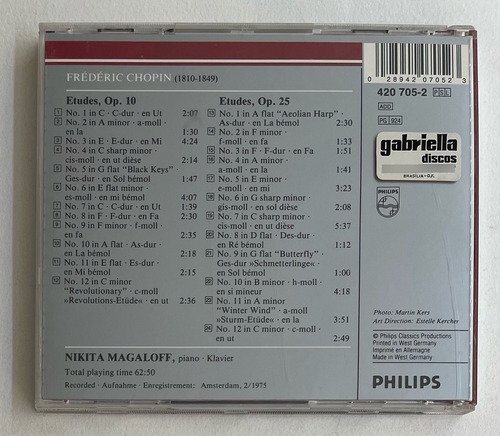 FRÉDÉRIC CHOPIN (1810-1849)
Etudes, Op. 10
1 No. 1 in C · C-dur · en Ut 2:07
2 No. 2 in A minor · a-moll ·
en la 1:30
3 No. 3 in E · E-dur · en Mi 4:24
4 No. 4 in C sharp minor ·
cis-moll · en ut dièse 2:14
5 No. 5 in G flat "Black Keys" ·
Ges-dur · en Sol bémol 1:47
6 No. 6 in E flat minor ·
es-moll · en mi bémol 4:07
7 No. 7 in C · C-dur · en Ut 1:39
8 No. 8 in F · F-dur · en Fa 2:30
9 No. 9 in F minor · f-moll ·
en fa 2:35
10 No. 10 in A flat · As-dur ·
en La bémol 2:18
11 No. 11 in E flat · Es-dur ·
en Mi bémol 2:15
12 No. 12 in C minor
"Revolutionary" · c-moll
»Revolutions-Etüde« · en ut 2:36
Etudes, Op. 25
13 No. 1 in A flat "Aeolian Harp" ·
As-dur · en La bémol 2:30
14 No. 2 in F minor ·
f-moll · en fa 1:33
15 No. 3 in F · F-dur · en Fa 1:51
16 No. 4 in A minor ·
a-moll · en la 1:41
17 No. 5 in E minor ·
e-moll · en mi 3:23
18 No. 6 in G sharp minor ·
gis-moll · en sol dièse 2:08
19 No. 7 in C sharp minor ·
cis-moll · en ut dièse 5:37
20 No. 8 in D flat · Des-dur ·
en Ré bémol 1:12
21 No. 9 in G flat "Butterfly" ·
Ges-dur »Schmetterlinge« ·
en Sol bémol 1:00
22 No. 10 in B minor · h-moll ·
en si mineur 4:18
23 No. 11 in A minor
"Winter Wind" · a-moll
»Sturm-Etüde« · en la 3:51
24 No. 12 in C minor · c-moll ·
en ut 2:49
NIKITA MAGALOFF, piano · Klavier
Total playing time 62:50
Recorded · Aufnahme · Enregistrement: Amsterdam, 2/1975
0 28942 07052 3
420 705-2 PSL
ADD
PG 924
gabriella
discos
BRASÍLIA - D.F.
PHILIPS
Photo: Martin Kers
Art Direction: Estelle Kercher
℗ Philips Classics Productions
Printed in West Germany
Imprimé en Allemagne
Made in West Germany
PHILIPS